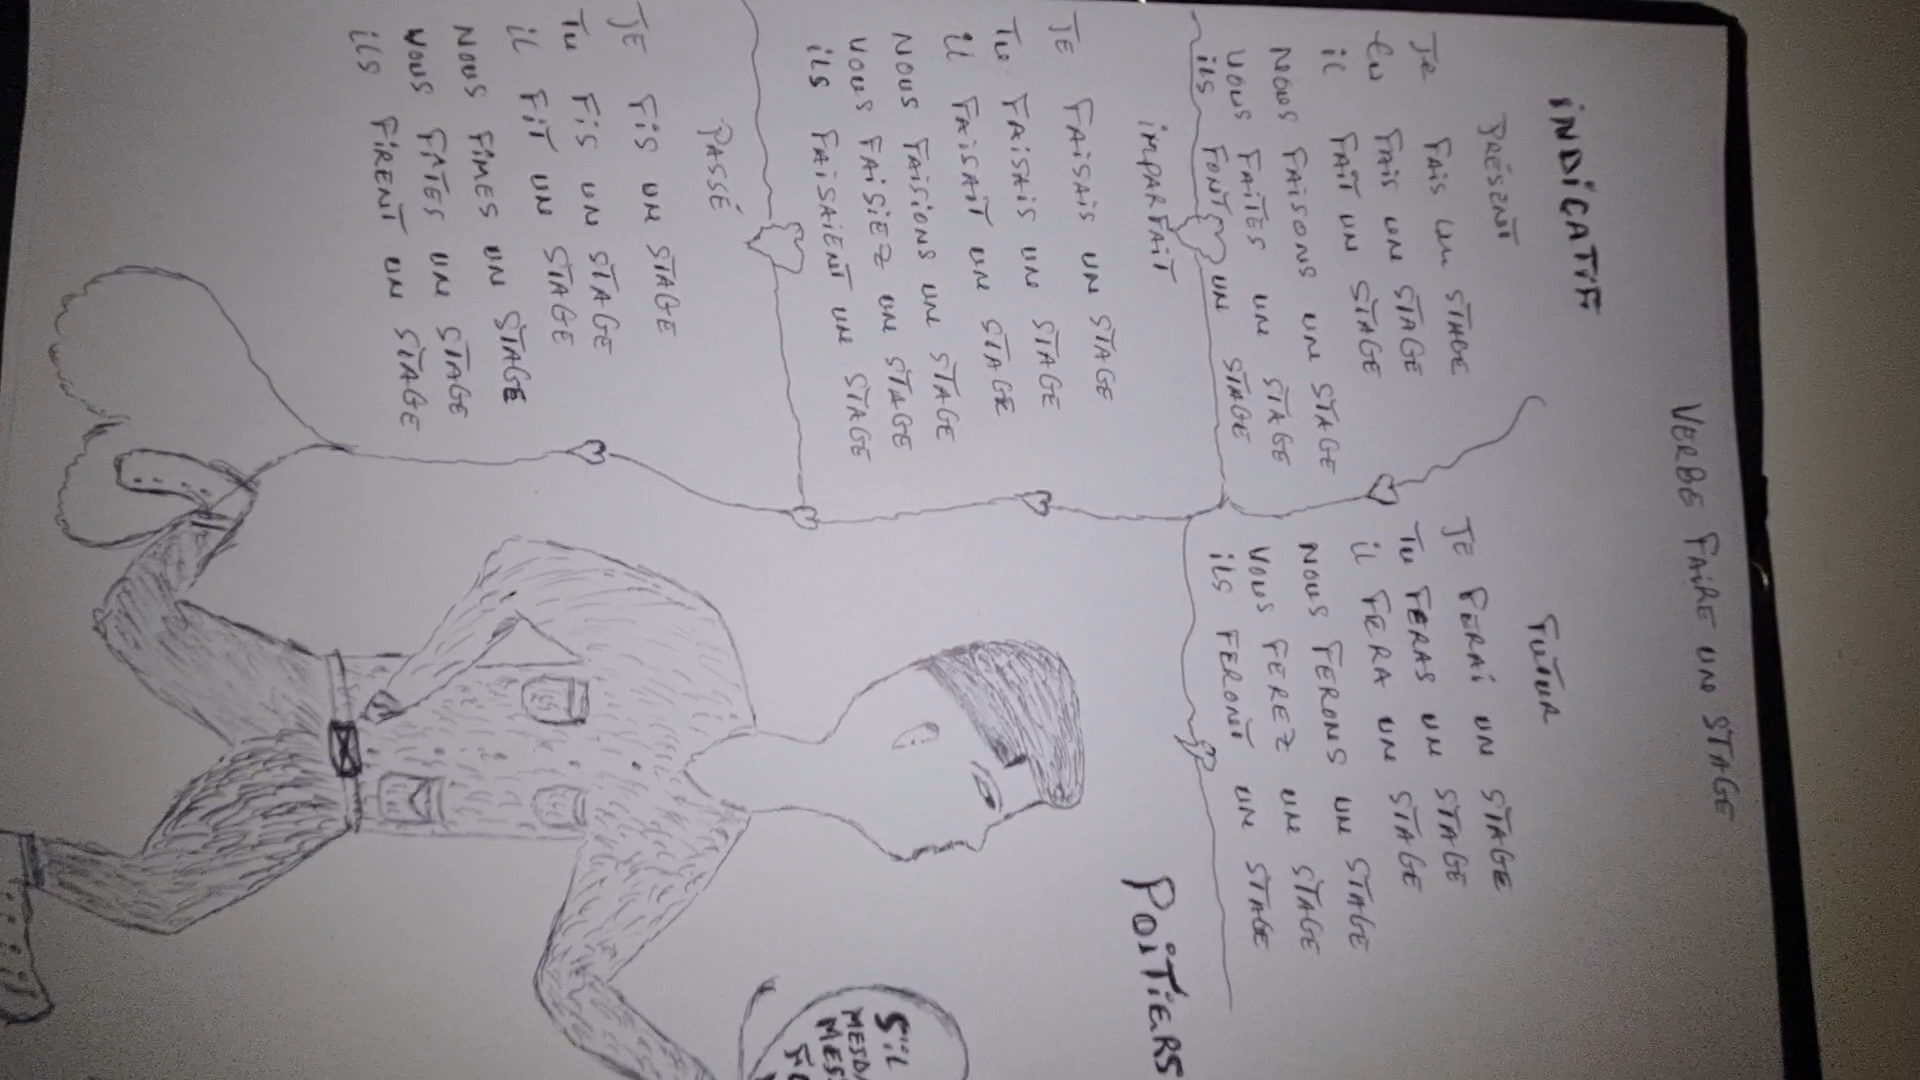 VERBE FAIRE UN STAGE
iNDiCATiF
PRÉSENT
JE FAIS UN STAGE
tu FAIS UN STAGE
iL FAIT UN STAGE
NOUS FAISONS UN STAGE
VOUS FAITES UN STAGE
iLS FONT UN STAGE
iMPARFAIT
JE FAISAIS UN STAGE
TU FAISAIS UN STAGE
iL FAISAIT UN STAGE
NOUS FAISIONS UN STAGE
VOUS FAISIEZ UN STAGE
iLS FAISAIENT UN STAGE
PASSÉ
JE FIS UN STAGE
TU FIS UN STAGE
iL FIT UN STAGE
NOUS FIMES UN STAGE
VOUS FITES UN STAGE
iLS FIRENT UN STAGE
FUTUR
JE FERAI UN STAGE
TU FERAS UN STAGE
iL FERA UN STAGE
NOUS FERONS UN STAGE
VOUS FEREZ UN STAGE
iLS FERONT UN STAGE
POiTiERS
S'iL